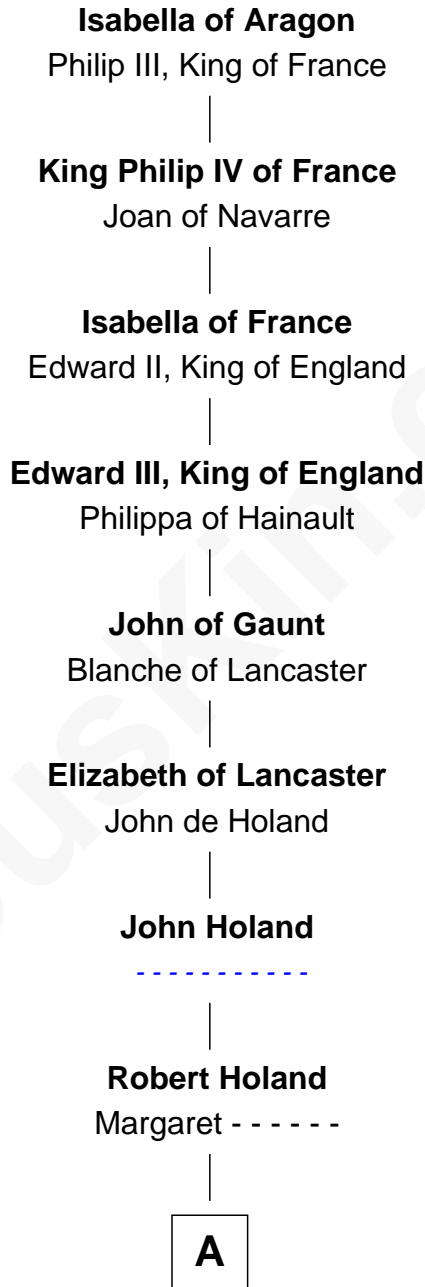 Isabella of Aragon
Philip III, King of France
King Philip IV of France
Joan of Navarre
Isabella of France
Edward II, King of England
Edward III, King of England
Philippa of Hainault
John of Gaunt
Blanche of Lancaster
Elizabeth of Lancaster
John de Holand
John Holand
- - - - - - - - - - -
Robert Holand
Margaret - - - - - -
A